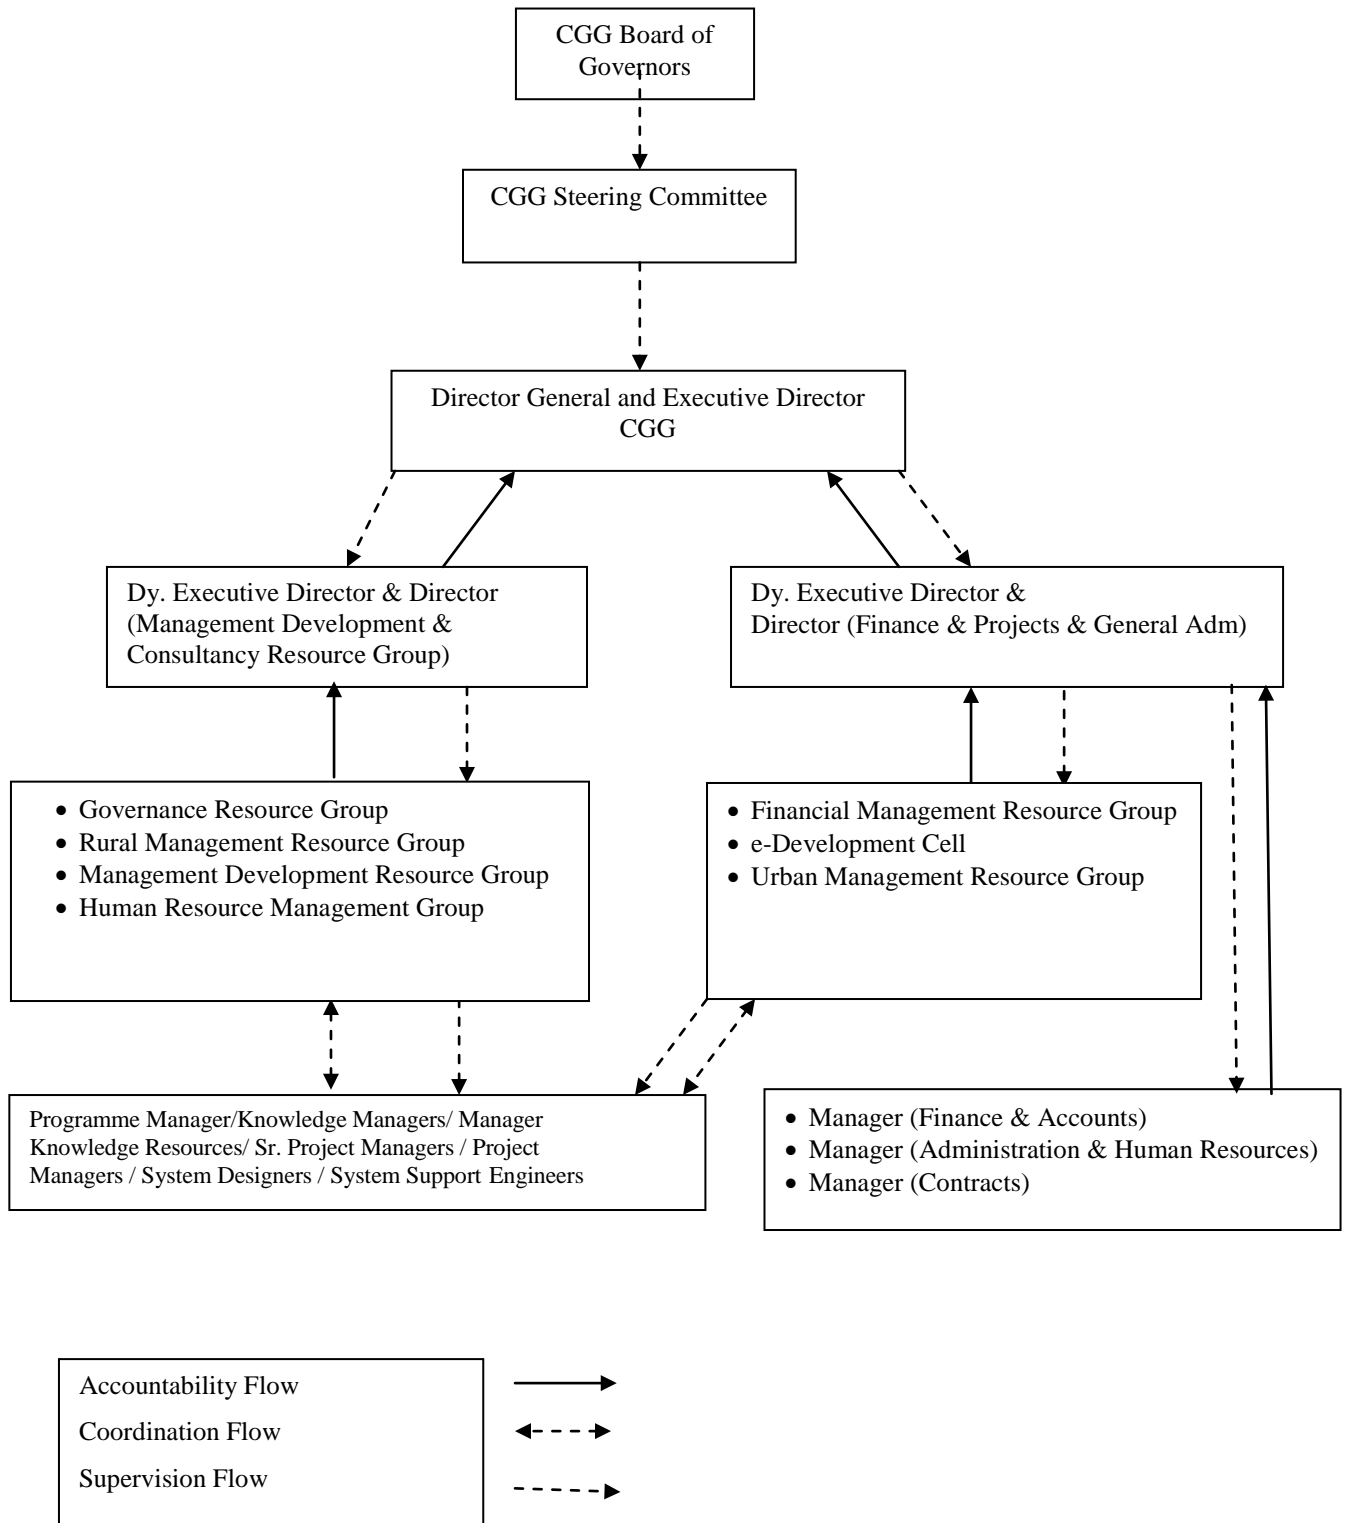 CGG Board of
Governors
CGG Steering Committee
Director General and Executive Director
CGG
Dy. Executive Director & Director
(Management Development &
Consultancy Resource Group)
Dy. Executive Director &
Director (Finance & Projects & General Adm)
• Governance Resource Group
• Rural Management Resource Group
• Management Development Resource Group
• Human Resource Management Group
• Financial Management Resource Group
• e-Development Cell
• Urban Management Resource Group
Programme Manager/Knowledge Managers/ Manager
Knowledge Resources/ Sr. Project Managers / Project
Managers / System Designers / System Support Engineers
• Manager (Finance & Accounts)
• Manager (Administration & Human Resources)
• Manager (Contracts)
Accountability Flow
Coordination Flow
Supervision Flow